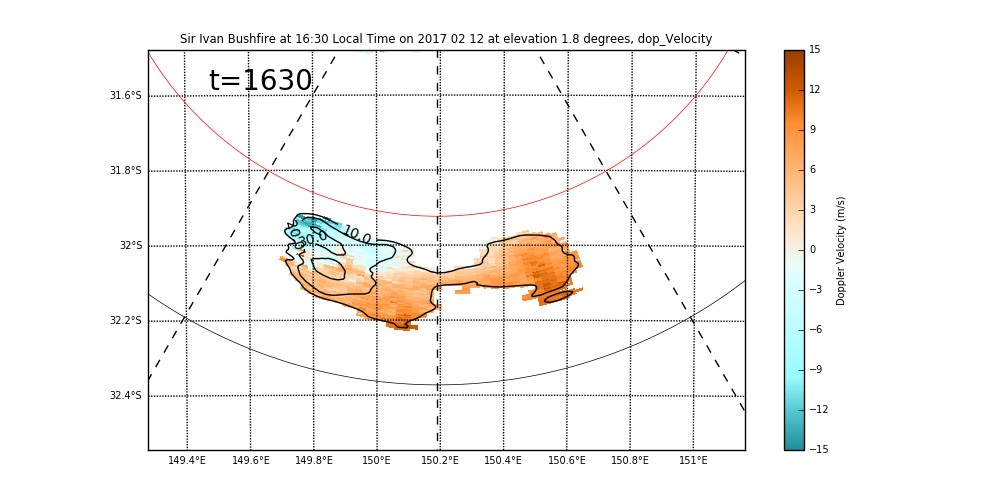 Sir Ivan Bushfire at 16:30 Local Time on 2017 02 12 at elevation 1.8 degrees, dop_Velocity
t=1630
31.6°S
31.8°S
32°S
32.2°S
32.4°S
10.0
30.0
149.4°E 149.6°E 149.8°E 150°E 150.2°E 150.4°E 150.6°E 150.8°E 151°E
15
12
9
6
3
0
−3
−6
−9
−12
−15
Doppler Velocity (m/s)